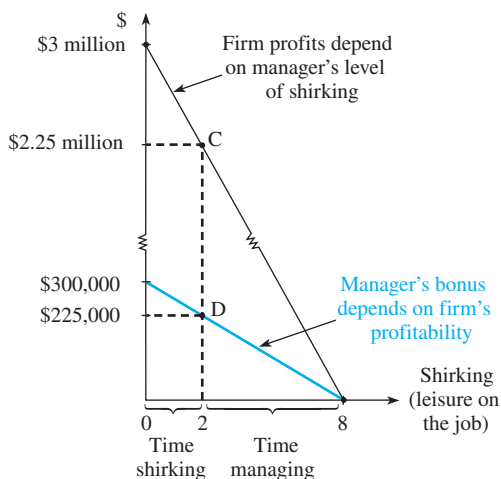 $
$3 million
Firm profits depend
on manager's level
of shirking
$2.25 million
C
$300,000
$225,000
D
Manager's bonus
depends on firm's
profitability
Shirking
(leisure on
the job)
0
2
8
Time
shirking
Time
managing